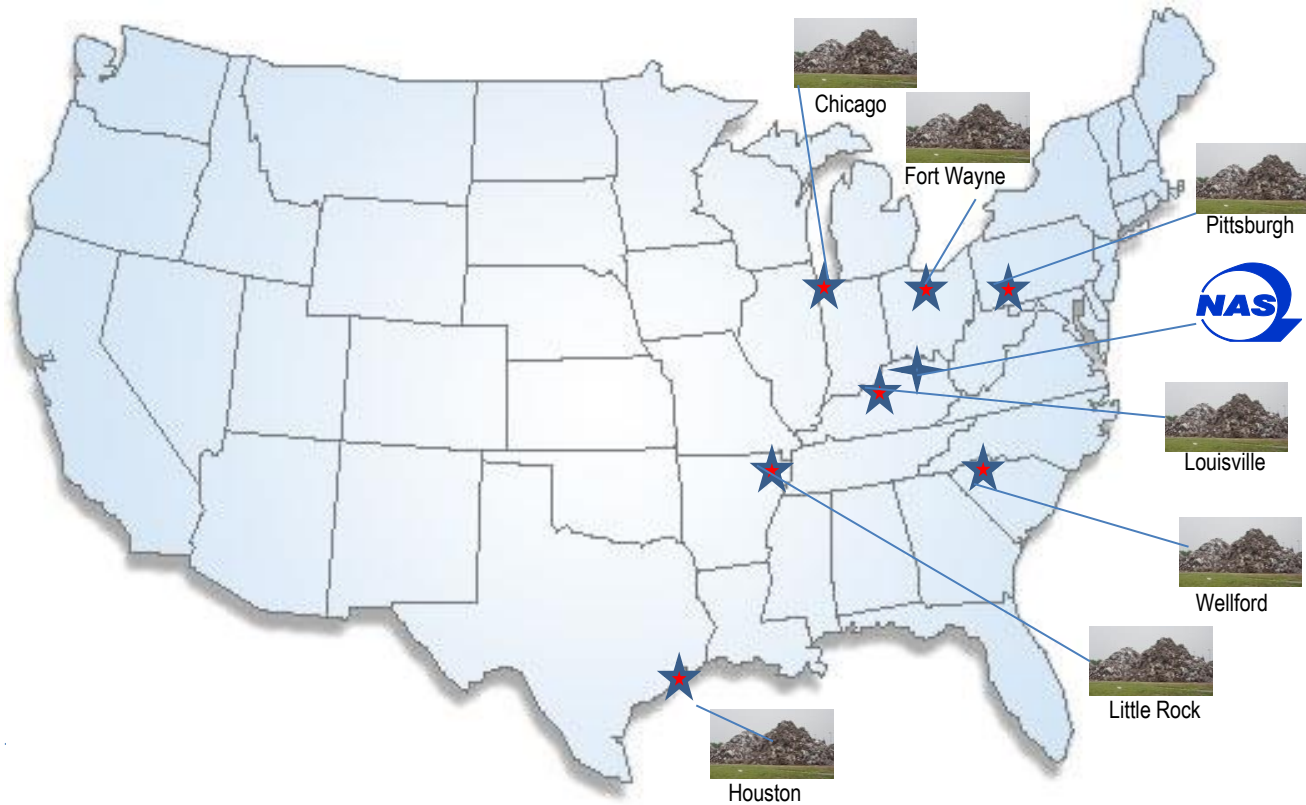 Chicago
Fort Wayne
Pittsburgh
NAS
Louisville
Wellford
Little Rock
Houston